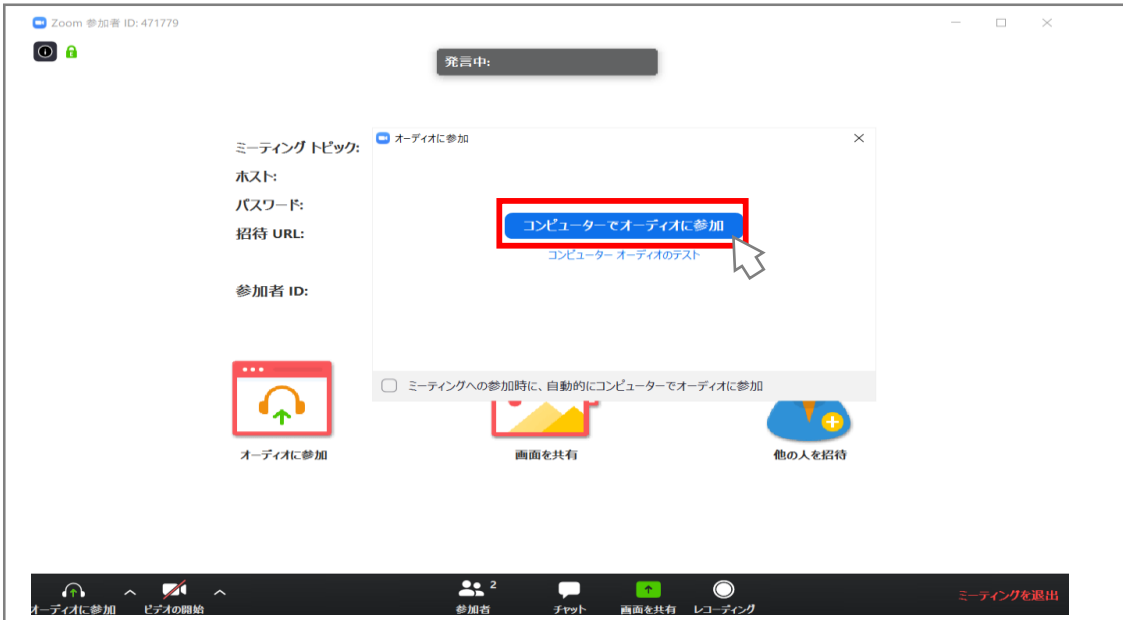 Zoom 参加者 ID: 471779
発言中:
オーディオに参加
ミーティング トピック:
ホスト:
パスワード:
招待 URL:
参加者 ID:
コンピューターでオーディオに参加
コンピューター オーディオのテスト
ミーティングへの参加時に、自動的にコンピューターでオーディオに参加
オーディオに参加
画面を共有
他の人を招待
オーディオに参加
ビデオの開始
2
参加者
チャット
画面を共有
レコーディング
ミーティングを退出